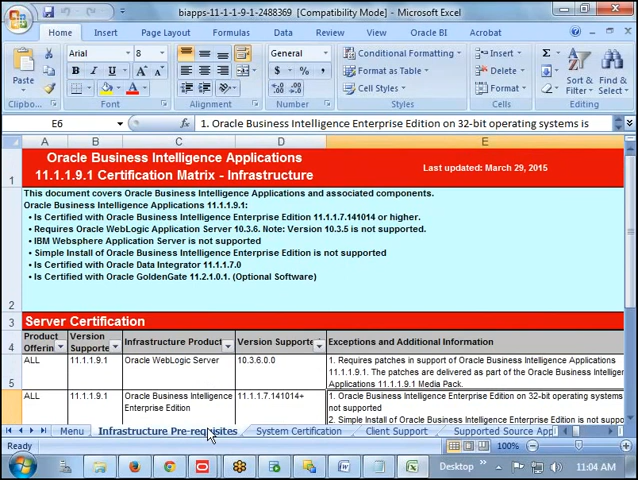 biapps-11-1-1-9-1-2488369 [Compatibility Mode] - Microsoft Excel
Home Insert Page Layout Formulas Data Review View Oracle BI Acrobat
Arial 8 General Conditional Formatting Insert Σ
Paste B I U A A $ % , Format as Table Delete Sort & Find &
Cell Styles Format Filter Select
Clipboard Font Alignment Number Styles Cells Editing
E6 fx 1. Oracle Business Intelligence Enterprise Edition on 32-bit operating systems is
A B C D E
1 Oracle Business Intelligence Applications
11.1.1.9.1 Certification Matrix - Infrastructure
Last updated: March 29, 2015
2 This document covers Oracle Business Intelligence Applications and associated components.
Oracle Business Intelligence Applications 11.1.1.9.1:
• Is Certified with Oracle Business Intelligence Enterprise Edition 11.1.1.7.141014 or higher.
• Requires Oracle WebLogic Application Server 10.3.6. Note: Version 10.3.5 is not supported.
• IBM Websphere Application Server is not supported
• Simple Install of Oracle Business Intelligence Enterprise Edition is not supported
• Is Certified with Oracle Data Integrator 11.1.1.7.0
• Is Certified with Oracle GoldenGate 11.2.1.0.1. (Optional Software)
3 Server Certification
4 Product Version Infrastructure Product Version Supporte Exceptions and Additional Information
Offerin Supporte
5 ALL 11.1.1.9.1 Oracle WebLogic Server 10.3.6.0.0 1. Requires patches in support of Oracle Business Intelligence Applications
11.1.1.9.1. The patches are delivered as part of the Oracle Business Intelligence
Applications 11.1.1.9.1 Media Pack.
ALL 11.1.1.9.1 Oracle Business Intelligence 11.1.1.7.141014+ 1. Oracle Business Intelligence Enterprise Edition on 32-bit operating systems is
Enterprise Edition not supported
2. Simple Install of Oracle Business Intelligence Enterprise Edition is not suppo
Menu Infrastructure Pre-requisites System Certification Client Support Supported Source App
Ready 100%
Desktop 11:04 AM